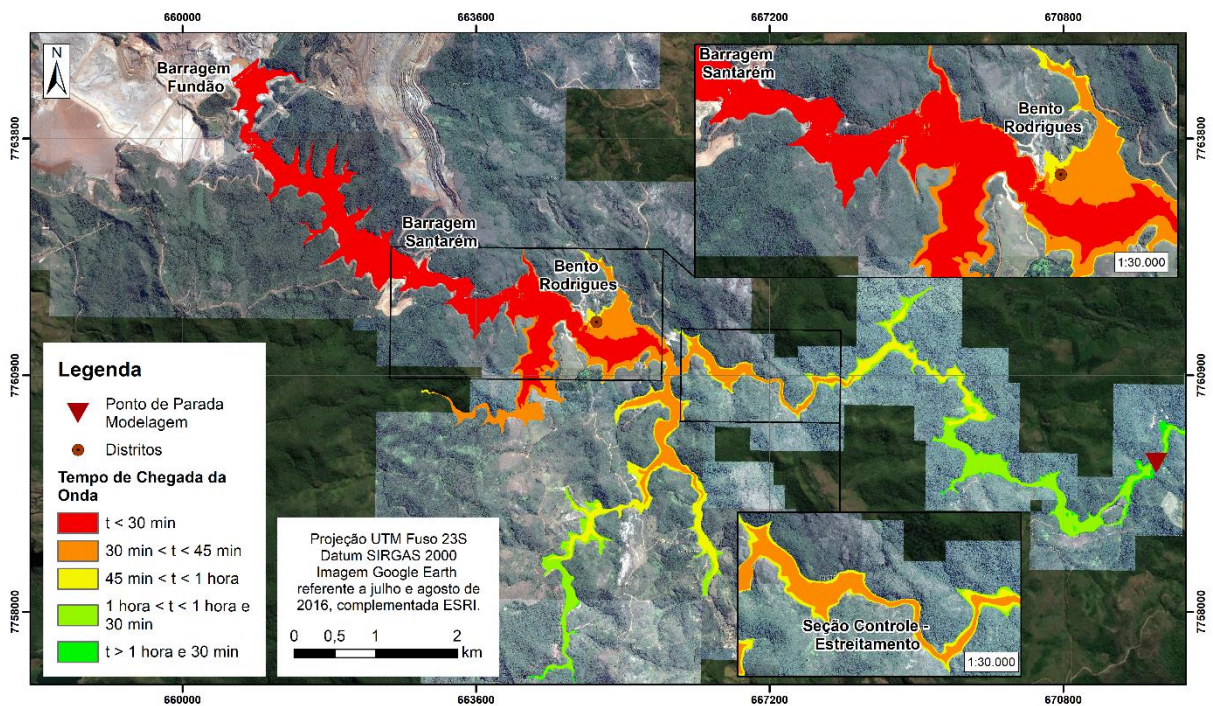 660000
663600
667200
670800
N
Barragem
Fundão
Barragem
Santarém
Bento
Rodrigues
1:30.000
7763800
7763800
Barragem
Santarém
Bento
Rodrigues
7760900
7760900
Legenda
Ponto de Parada
Modelagem
Distritos
Tempo de Chegada da
Onda
t < 30 min
30 min < t < 45 min
45 min < t < 1 hora
1 hora < t < 1 hora e
30 min
t > 1 hora e 30 min
Projeção UTM Fuso 23S
Datum SIRGAS 2000
Imagem Google Earth
referente a julho e agosto de
2016, complementada ESRI.
0 0,5 1 2
km
Seção Controle -
Estreitamento
1:30.000
7758000
7758000
660000
663600
667200
670800